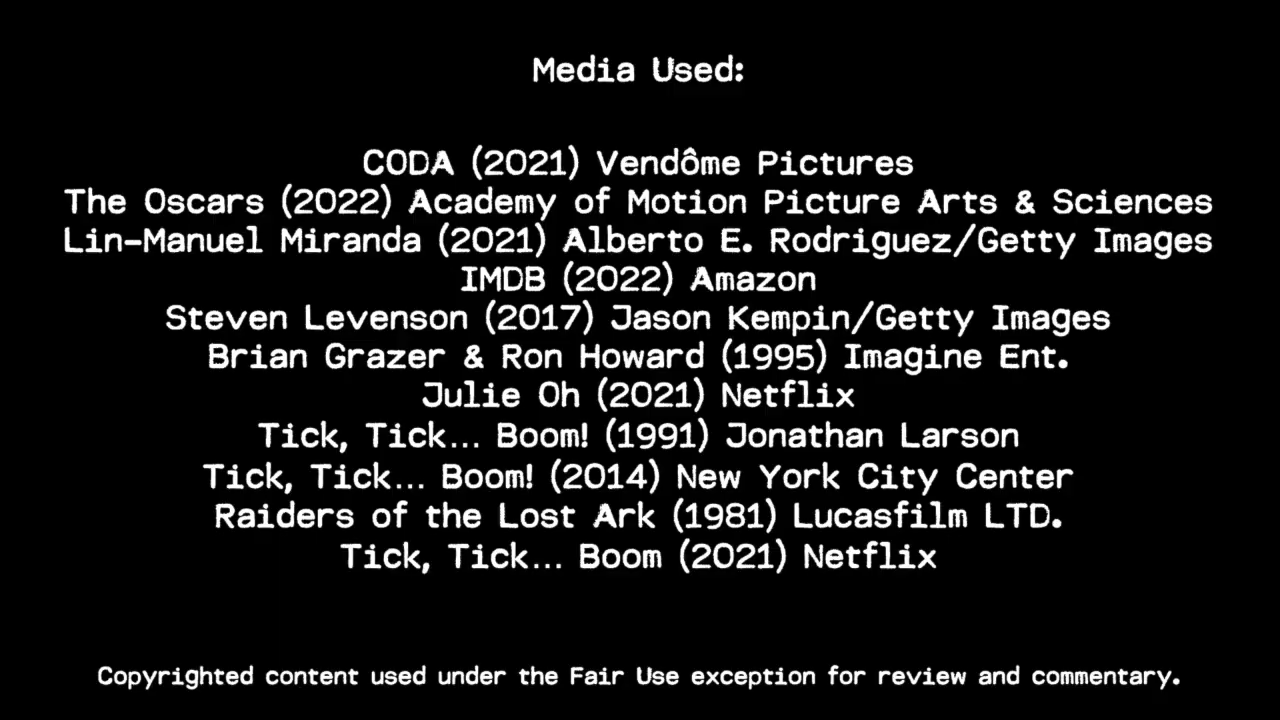 Media Used:
CODA (2021) Vendôme Pictures
The Oscars (2022) Academy of Motion Picture Arts & Sciences
Lin-Manuel Miranda (2021) Alberto E. Rodriguez/Getty Images
IMDB (2022) Amazon
Steven Levenson (2017) Jason Kempin/Getty Images
Brian Grazer & Ron Howard (1995) Imagine Ent.
Julie Oh (2021) Netflix
Tick, Tick... Boom! (1991) Jonathan Larson
Tick, Tick... Boom! (2014) New York City Center
Raiders of the Lost Ark (1981) Lucasfilm LTD.
Tick, Tick... Boom (2021) Netflix
Copyrighted content used under the Fair Use exception for review and commentary.